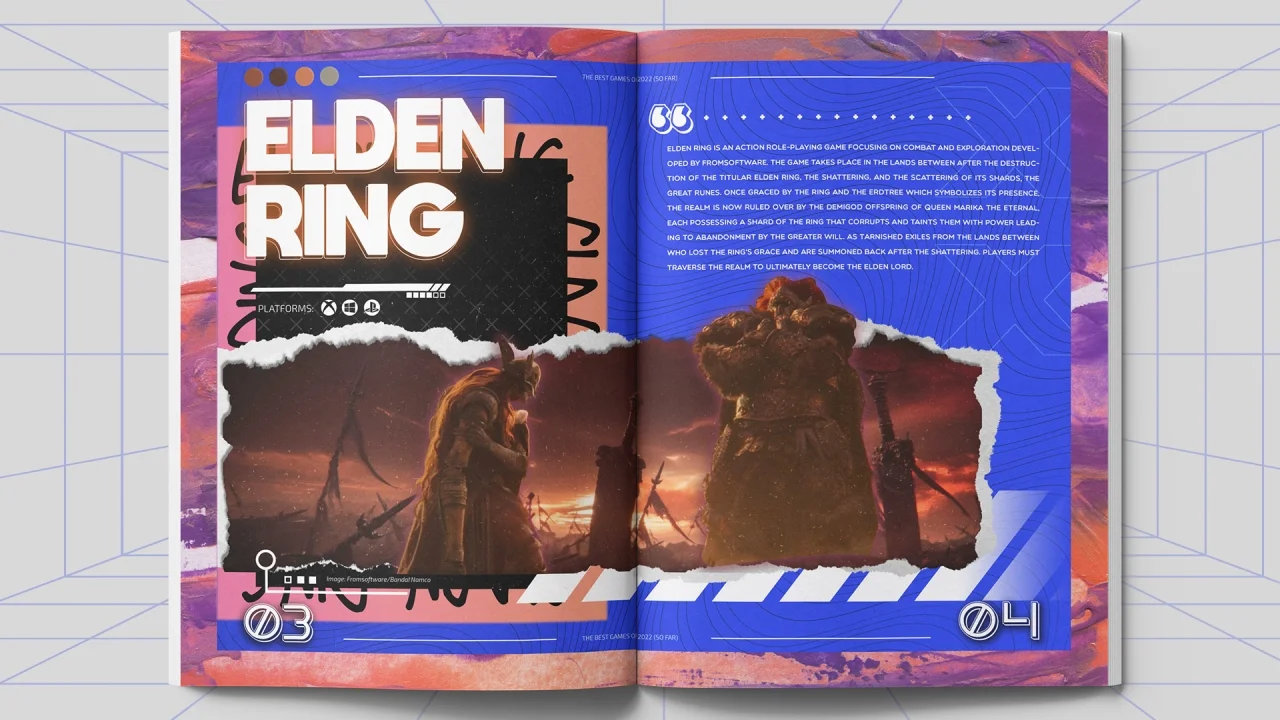 THE BEST GAMES OF 2022 (SO FAR)
ELDEN
RING
PLATFORMS:
ELDEN RING IS AN ACTION ROLE-PLAYING GAME FOCUSING ON COMBAT AND EXPLORATION DEVEL-
OPED BY FROMSOFTWARE. THE GAME TAKES PLACE IN THE LANDS BETWEEN AFTER THE DESTRUC-
TION OF THE TITULAR ELDEN RING, THE SHATTERING, AND THE SCATTERING OF ITS SHARDS, THE
GREAT RUNES. ONCE GRACED BY THE RING AND THE ERDTREE WHICH SYMBOLIZES ITS PRESENCE,
THE REALM IS NOW RULED OVER BY THE DEMIGOD OFFSPRING OF QUEEN MARIKA THE ETERNAL,
EACH POSSESSING A SHARD OF THE RING THAT CORRUPTS AND TAINTS THEM WITH POWER LEAD-
ING TO ABANDONMENT BY THE GREATER WILL. AS TARNISHED EXILES FROM THE LANDS BETWEEN
WHO LOST THE RING'S GRACE AND ARE SUMMONED BACK AFTER THE SHATTERING. PLAYERS MUST
TRAVERSE THE REALM TO ULTIMATELY BECOME THE ELDEN LORD.
Image: Fromsoftware/Bandai Namco
03
THE BEST GAMES OF 2022 (SO FAR)
04